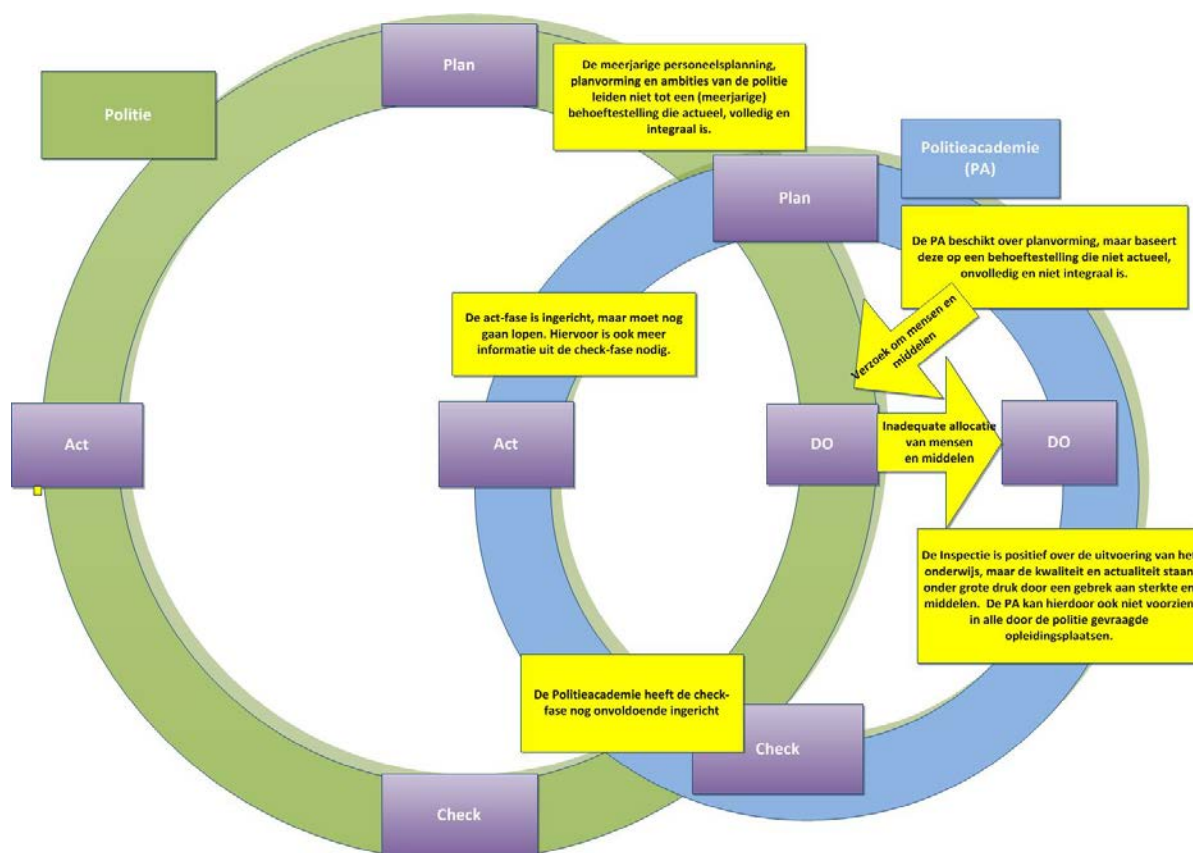 Plan
De meerjarige personeelsplanning,
planvorming en ambities van de politie
leiden niet tot een (meerjarige)
behoeftestelling die actueel, volledig en
integraal is.
Politie
Politieacademie
(PA)
Plan
De PA beschikt over planvorming, maar baseert
deze op een behoeftestelling die niet actueel,
onvolledig en niet integraal is.
De act-fase is ingericht, maar moet nog
gaan lopen. Hiervoor is ook meer
informatie uit de check-fase nodig.
Verzoek om mensen en
middelen
Act
Act
DO
Inadequate allocatie
van mensen
en middelen
DO
De Inspectie is positief over de uitvoering van het
onderwijs, maar de kwaliteit en actualiteit staan
onder grote druk door een gebrek aan sterkte en
middelen. De PA kan hierdoor ook niet voorzien
in alle door de politie gevraagde
opleidingsplaatsen.
De Politieacademie heeft de check-
fase nog onvoldoende ingericht
Check
Check